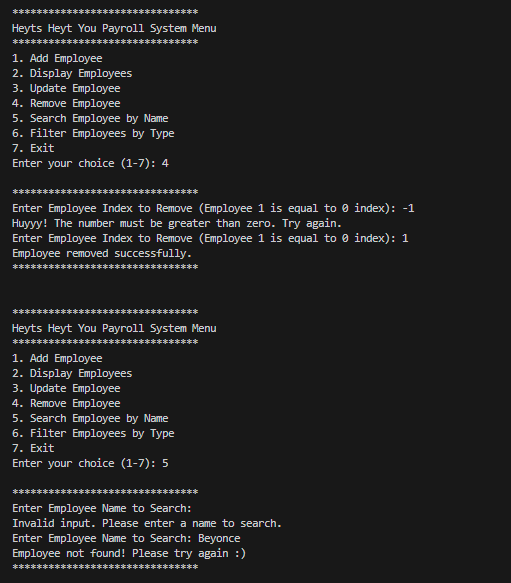 *******************************
Heyts Heyt You Payroll System Menu
*******************************
1. Add Employee
2. Display Employees
3. Update Employee
4. Remove Employee
5. Search Employee by Name
6. Filter Employees by Type
7. Exit
Enter your choice (1-7): 4
*******************************
Enter Employee Index to Remove (Employee 1 is equal to 0 index): -1
Huyyy! The number must be greater than zero. Try again.
Enter Employee Index to Remove (Employee 1 is equal to 0 index): 1
Employee removed successfully.
*******************************
*******************************
Heyts Heyt You Payroll System Menu
*******************************
1. Add Employee
2. Display Employees
3. Update Employee
4. Remove Employee
5. Search Employee by Name
6. Filter Employees by Type
7. Exit
Enter your choice (1-7): 5
*******************************
Enter Employee Name to Search:
Invalid input. Please enter a name to search.
Enter Employee Name to Search: Beyonce
Employee not found! Please try again :)
*******************************